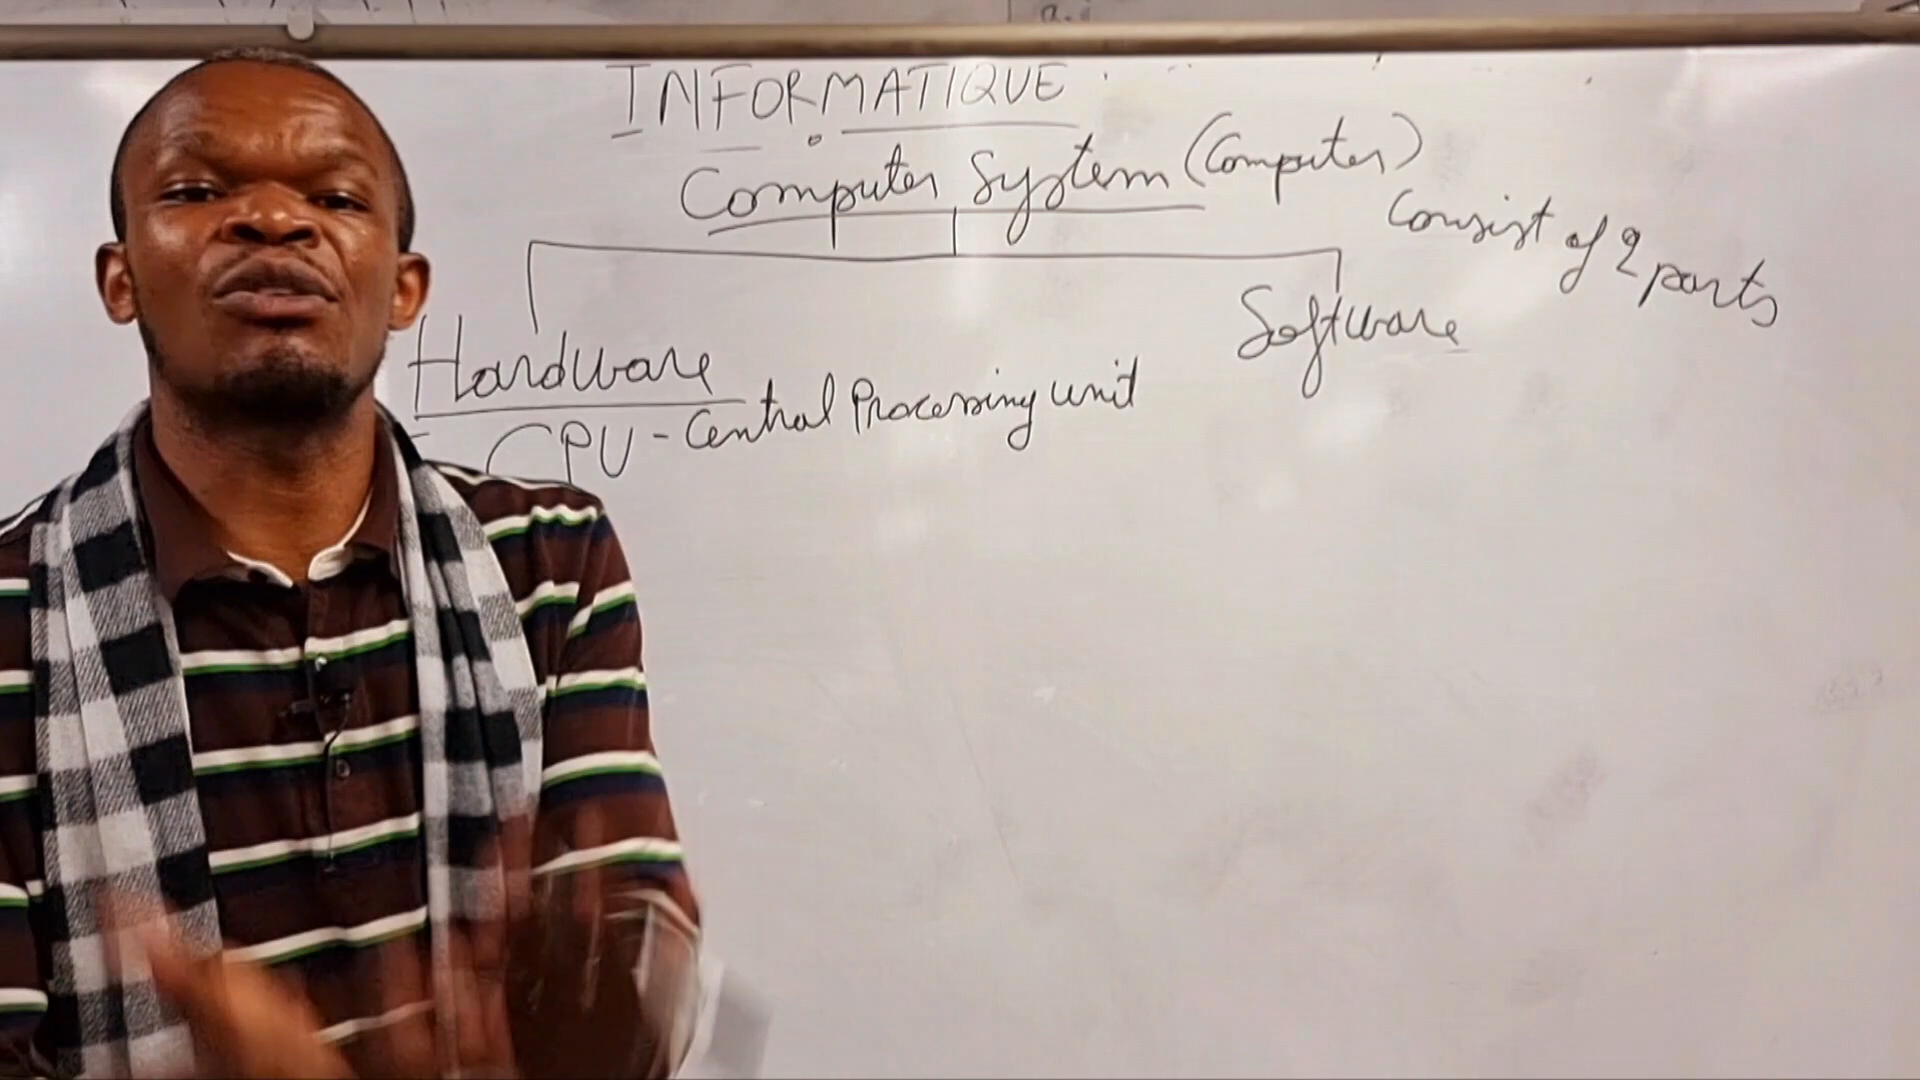 INFORMATIQUE
Computer System (Computer)
Consist of 2 parts
Hardware
Software
CPU - Central Processing unit